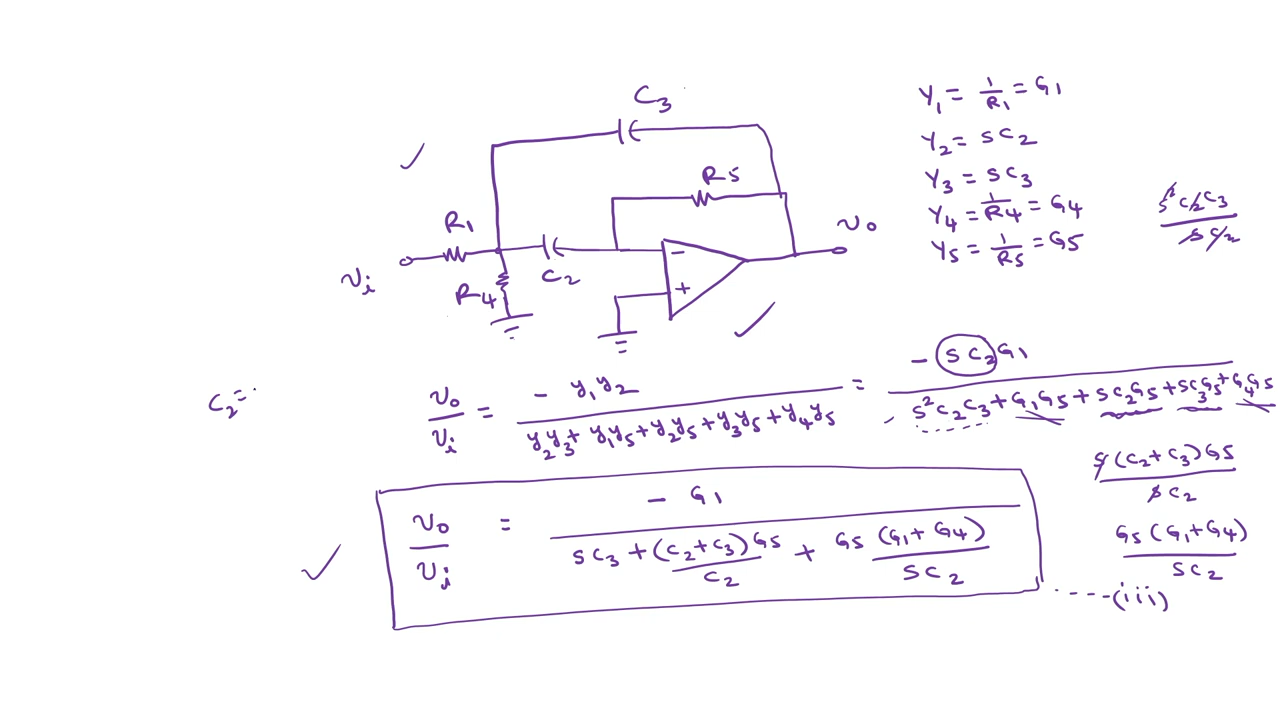 C₃
R₅
R₁
C₂
R₄
vᵢ
v₀
−
+
Y₁ = 1/R₁ = G₁
Y₂ = SC₂
Y₃ = SC₃
Y₄ = 1/R₄ = G₄
Y₅ = 1/R₅ = G₅
S²C₂C₃ / SC₂
C₂ =
v₀/vᵢ = − Y₁Y₂ / (Y₂Y₃ + Y₁Y₅ + Y₂Y₅ + Y₃Y₅ + Y₄Y₅) = − SC₂G₁ / (S²C₂C₃ + G₁G₅ + SC₂G₅ + SC₃G₅ + G₄G₅)
S(C₂+C₃)G₅ / SC₂
v₀/vᵢ = − G₁ / (SC₃ + (C₂+C₃)G₅/C₂ + G₅(G₁+G₄)/SC₂)
G₅(G₁+G₄) / SC₂
----(iii)